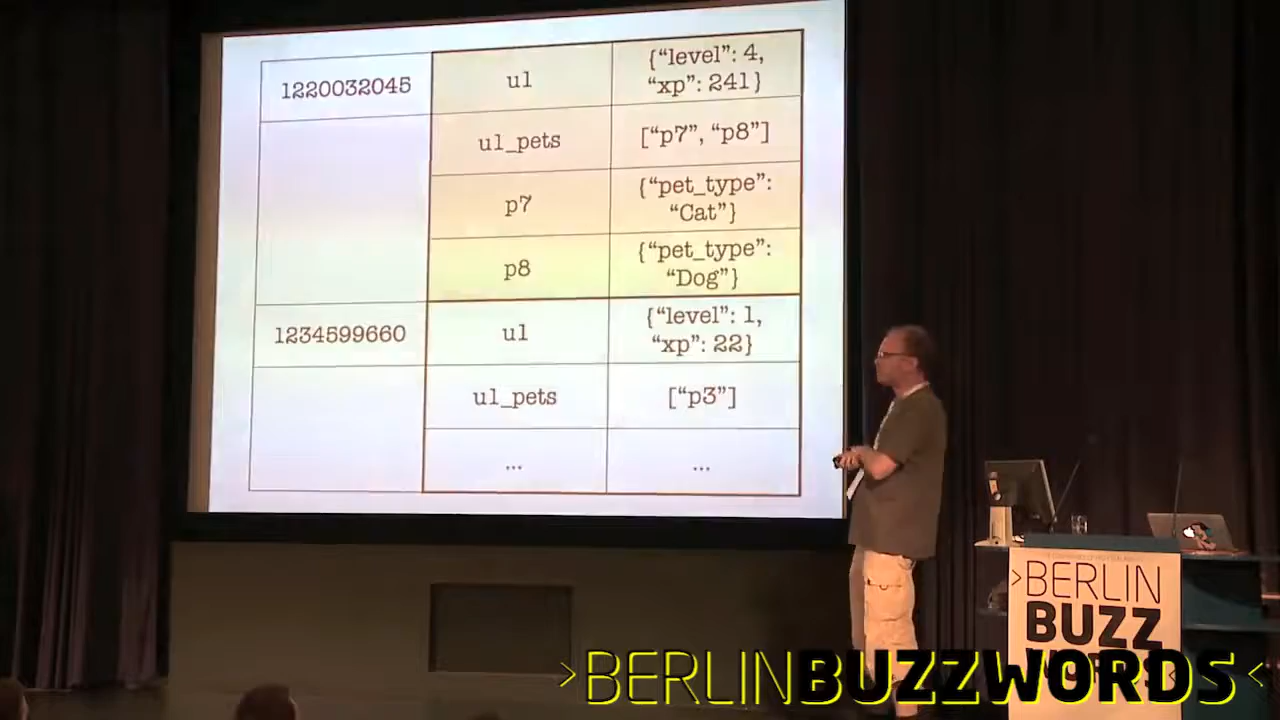 1220032045
u1
{“level”: 4,
“xp”: 241}
u1_pets
[“p7”, “p8”]
p7
{“pet_type”:
“Cat”}
p8
{“pet_type”:
“Dog”}
1234599660
u1
{“level”: 1,
“xp”: 22}
u1_pets
[“p3”]
...
...
>BERLIN
BUZZ
>BERLINBUZZWORDS<